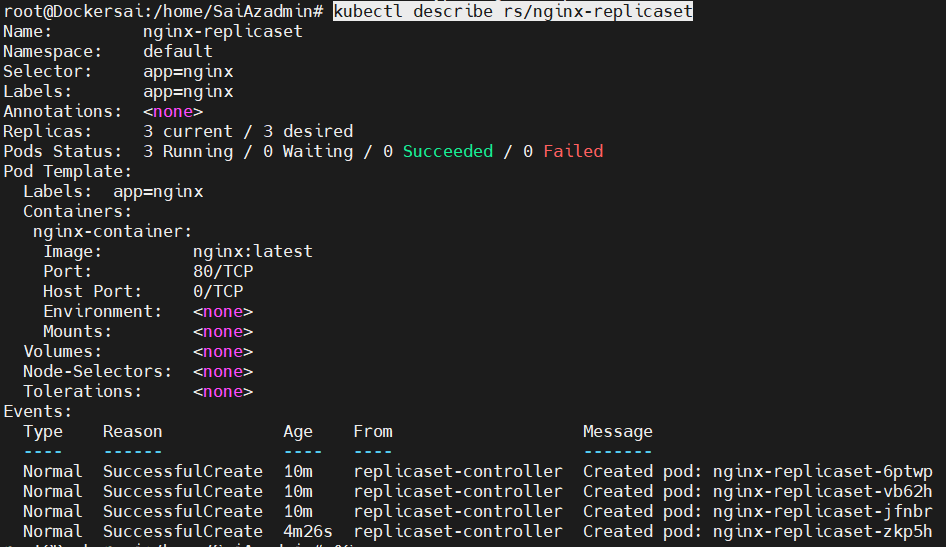 root@Dockersai:/home/SaiAzadmin# kubectl describe rs/nginx-replicaset
Name:         nginx-replicaset
Namespace:    default
Selector:     app=nginx
Labels:       app=nginx
Annotations:  <none>
Replicas:     3 current / 3 desired
Pods Status:  3 Running / 0 Waiting / 0 Succeeded / 0 Failed
Pod Template:
  Labels:  app=nginx
  Containers:
   nginx-container:
    Image:         nginx:latest
    Port:          80/TCP
    Host Port:     0/TCP
    Environment:   <none>
    Mounts:        <none>
  Volumes:         <none>
  Node-Selectors:  <none>
  Tolerations:     <none>
Events:
  Type    Reason            Age    From                   Message
  ----    ------            ----   ----                   -------
  Normal  SuccessfulCreate  10m    replicaset-controller  Created pod: nginx-replicaset-6ptwp
  Normal  SuccessfulCreate  10m    replicaset-controller  Created pod: nginx-replicaset-vb62h
  Normal  SuccessfulCreate  10m    replicaset-controller  Created pod: nginx-replicaset-jfnbr
  Normal  SuccessfulCreate  4m26s  replicaset-controller  Created pod: nginx-replicaset-zkp5h